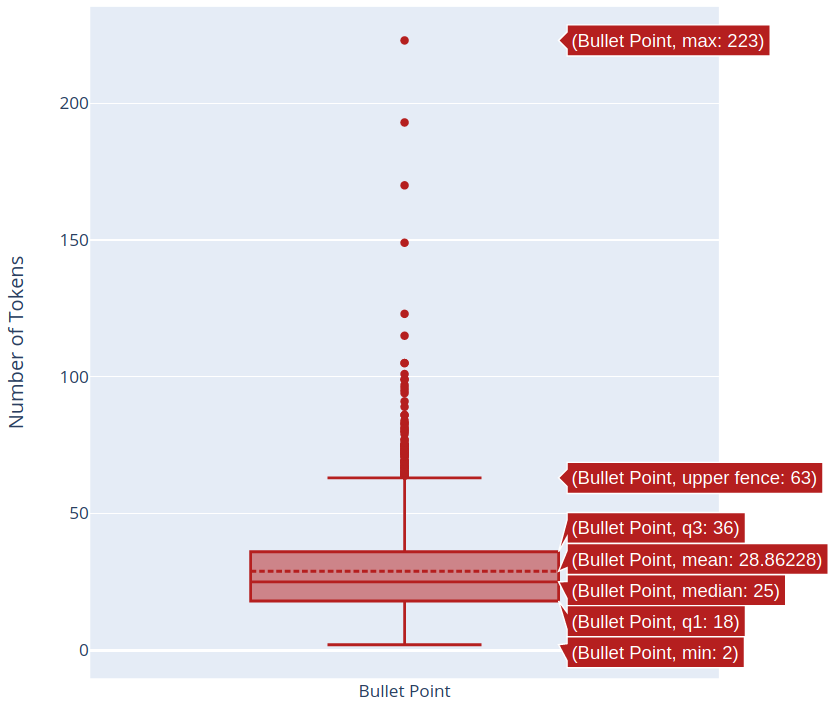 (Bullet Point, max: 223)
200
150
Number of Tokens
100
(Bullet Point, upper fence: 63)
50
(Bullet Point, q3: 36)
(Bullet Point, mean: 28.86228)
(Bullet Point, median: 25)
(Bullet Point, q1: 18)
(Bullet Point, min: 2)
0
Bullet Point